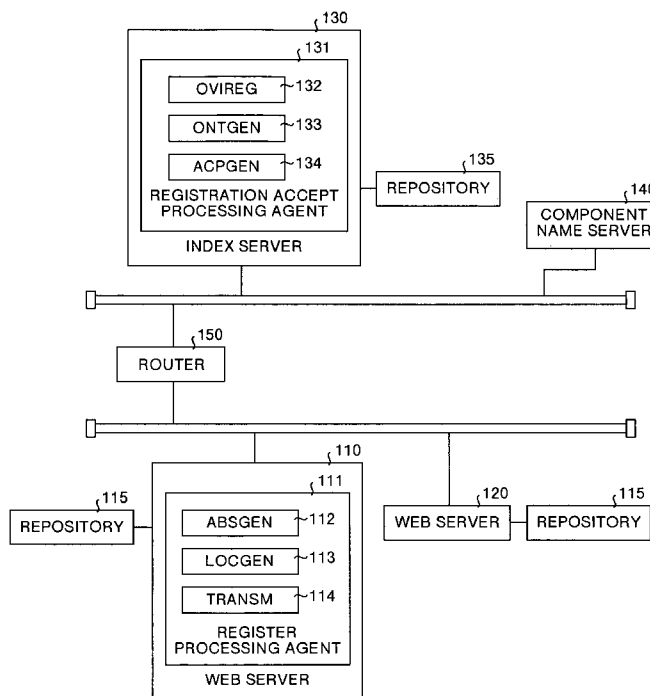 130
131
OVIREG
132
ONTGEN
133
ACPGEN
134
REGISTRATION ACCEPT
PROCESSING AGENT
INDEX SERVER
135
REPOSITORY
140
COMPONENT
NAME SERVER
150
ROUTER
110
111
115
REPOSITORY
ABSGEN
112
LOCGEN
113
TRANSM
114
REGISTER
PROCESSING AGENT
WEB SERVER
120
WEB SERVER
115
REPOSITORY